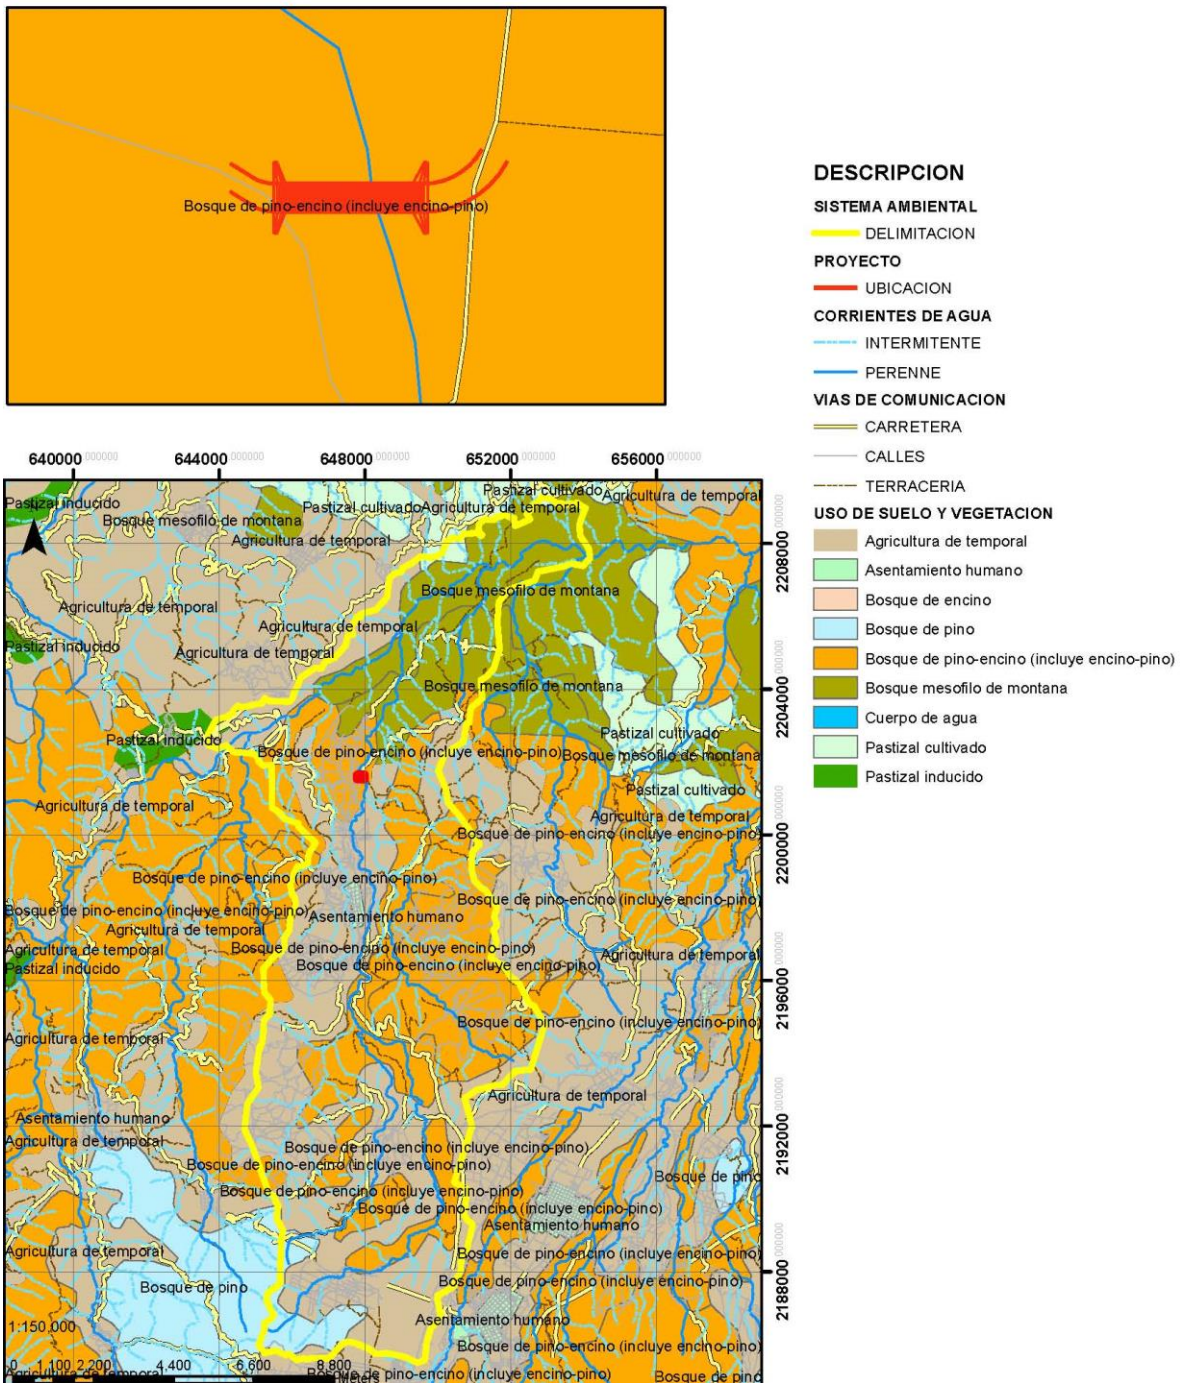 Bosque de pino-encino (incluye encino-pino)
DESCRIPCION
SISTEMA AMBIENTAL
DELIMITACION
PROYECTO
UBICACION
CORRIENTES DE AGUA
INTERMITENTE
PERENNE
VIAS DE COMUNICACION
CARRETERA
CALLES
TERRACERIA
USO DE SUELO Y VEGETACION
Agricultura de temporal
Asentamiento humano
Bosque de encino
Bosque de pino
Bosque de pino-encino (incluye encino-pino)
Bosque mesofilo de montana
Cuerpo de agua
Pastizal cultivado
Pastizal inducido
640000.000000 644000.000000 648000.000000 652000.000000 656000.000000
Pastizal cultivado
Pastizal inducido
Agricultura de temporal
Pastizal cultivado
Agricultura de temporal
Bosque mesofilo de montana
Agricultura de temporal
2208000.000000
Bosque mesofilo de montana
Agricultura de temporal
Agricultura de temporal
Pastizal inducido
Agricultura de temporal
Bosque mesofilo de montana
2204000.000000
Pastizal cultivado
Pastizal inducido
Bosque de pino-encino (incluye encino-pino)
Bosque mesofilo de montana
Pastizal cultivado
Agricultura de temporal
Agricultura de temporal
Bosque de pino-encino (incluye encino-pino)
2200000.000000
Bosque de pino-encino (incluye encino-pino)
Bosque de pino-encino (incluye encino-pino)
Bosque de pino-encino (incluye encino-pino)
Asentamiento humano
Agricultura de temporal
Agricultura de temporal
Bosque de pino-encino (incluye encino-pino)
Agricultura de temporal
Pastizal inducido
Bosque de pino-encino (incluye encino-pino)
2196000.000000
Bosque de pino-encino (incluye encino-pino)
Agricultura de temporal
Agricultura de temporal
Asentamiento humano
2192000.000000
Agricultura de temporal
Bosque de pino-encino (incluye encino-pino)
Bosque de pino-encino (incluye encino-pino)
Bosque de pino
Bosque de pino-encino (incluye encino-pino)
Bosque de pino-encino (incluye encino-pino)
Asentamiento humano
Agricultura de temporal
Bosque de pino-encino (incluye encino-pino)
2188000.000000
Bosque de pino
Bosque de pino-encino (incluye encino-pino)
Asentamiento humano
1:150,000
Bosque de pino-encino (incluye encino-pino)
0 1,100 2,200 4,400 6,600 8,800
Meters
Agricultura de temporal
Bosque de pino-encino (incluye encino-pino)
Bosque de pino